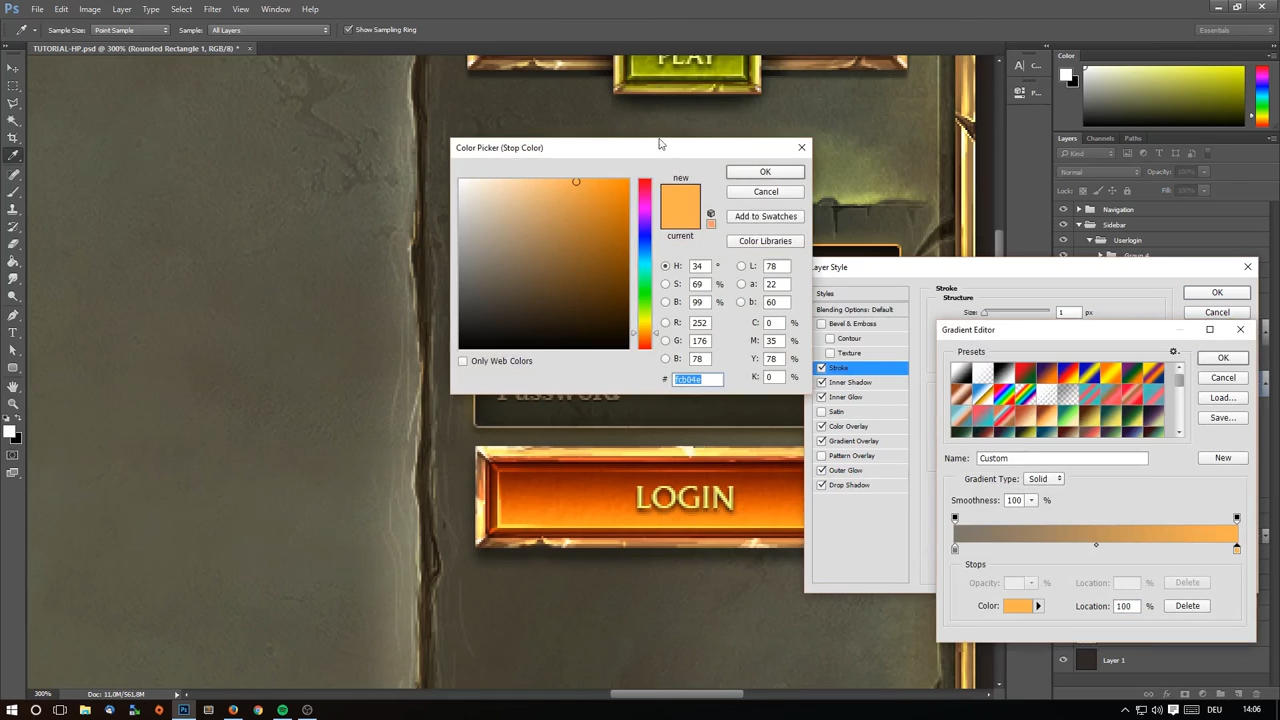 Ps File Edit Image Layer Type Select Filter View Window Help
Sample Size: Point Sample Sample: All Layers Show Sampling Ring Essentials
TUTORIAL-HP.psd @ 300% (Rounded Rectangle 1, RGB/8) *
PLAY
Color
A C...
P...
Color Picker (Stop Color)
new
current
OK
Cancel
Add to Swatches
Color Libraries
H: 34 ° L: 78
S: 69 % a: 22
B: 99 % b: 60
R: 252 C: 0 %
G: 176 M: 35 %
B: 78 Y: 78 %
# fcb04e K: 0 %
Only Web Colors
Layers Channels Paths
Kind
Normal Opacity:
Lock: Fill:
Navigation
Sidebar
Userlogin
Group 4
Layer Style
Styles
Blending Options: Default
Bevel & Emboss
Contour
Texture
Stroke
Inner Shadow
Inner Glow
Satin
Color Overlay
Gradient Overlay
Pattern Overlay
Outer Glow
Drop Shadow
Stroke
Structure
Size: 1 px
OK
Cancel
Gradient Editor
Presets
OK
Cancel
Load...
Save...
Name: Custom New
Gradient Type: Solid
Smoothness: 100 %
Stops
Opacity: % Location: % Delete
Color: Location: 100 % Delete
Password
LOGIN
Layer 1
300% Doc: 11,0M/561,8M
DEU 14:06